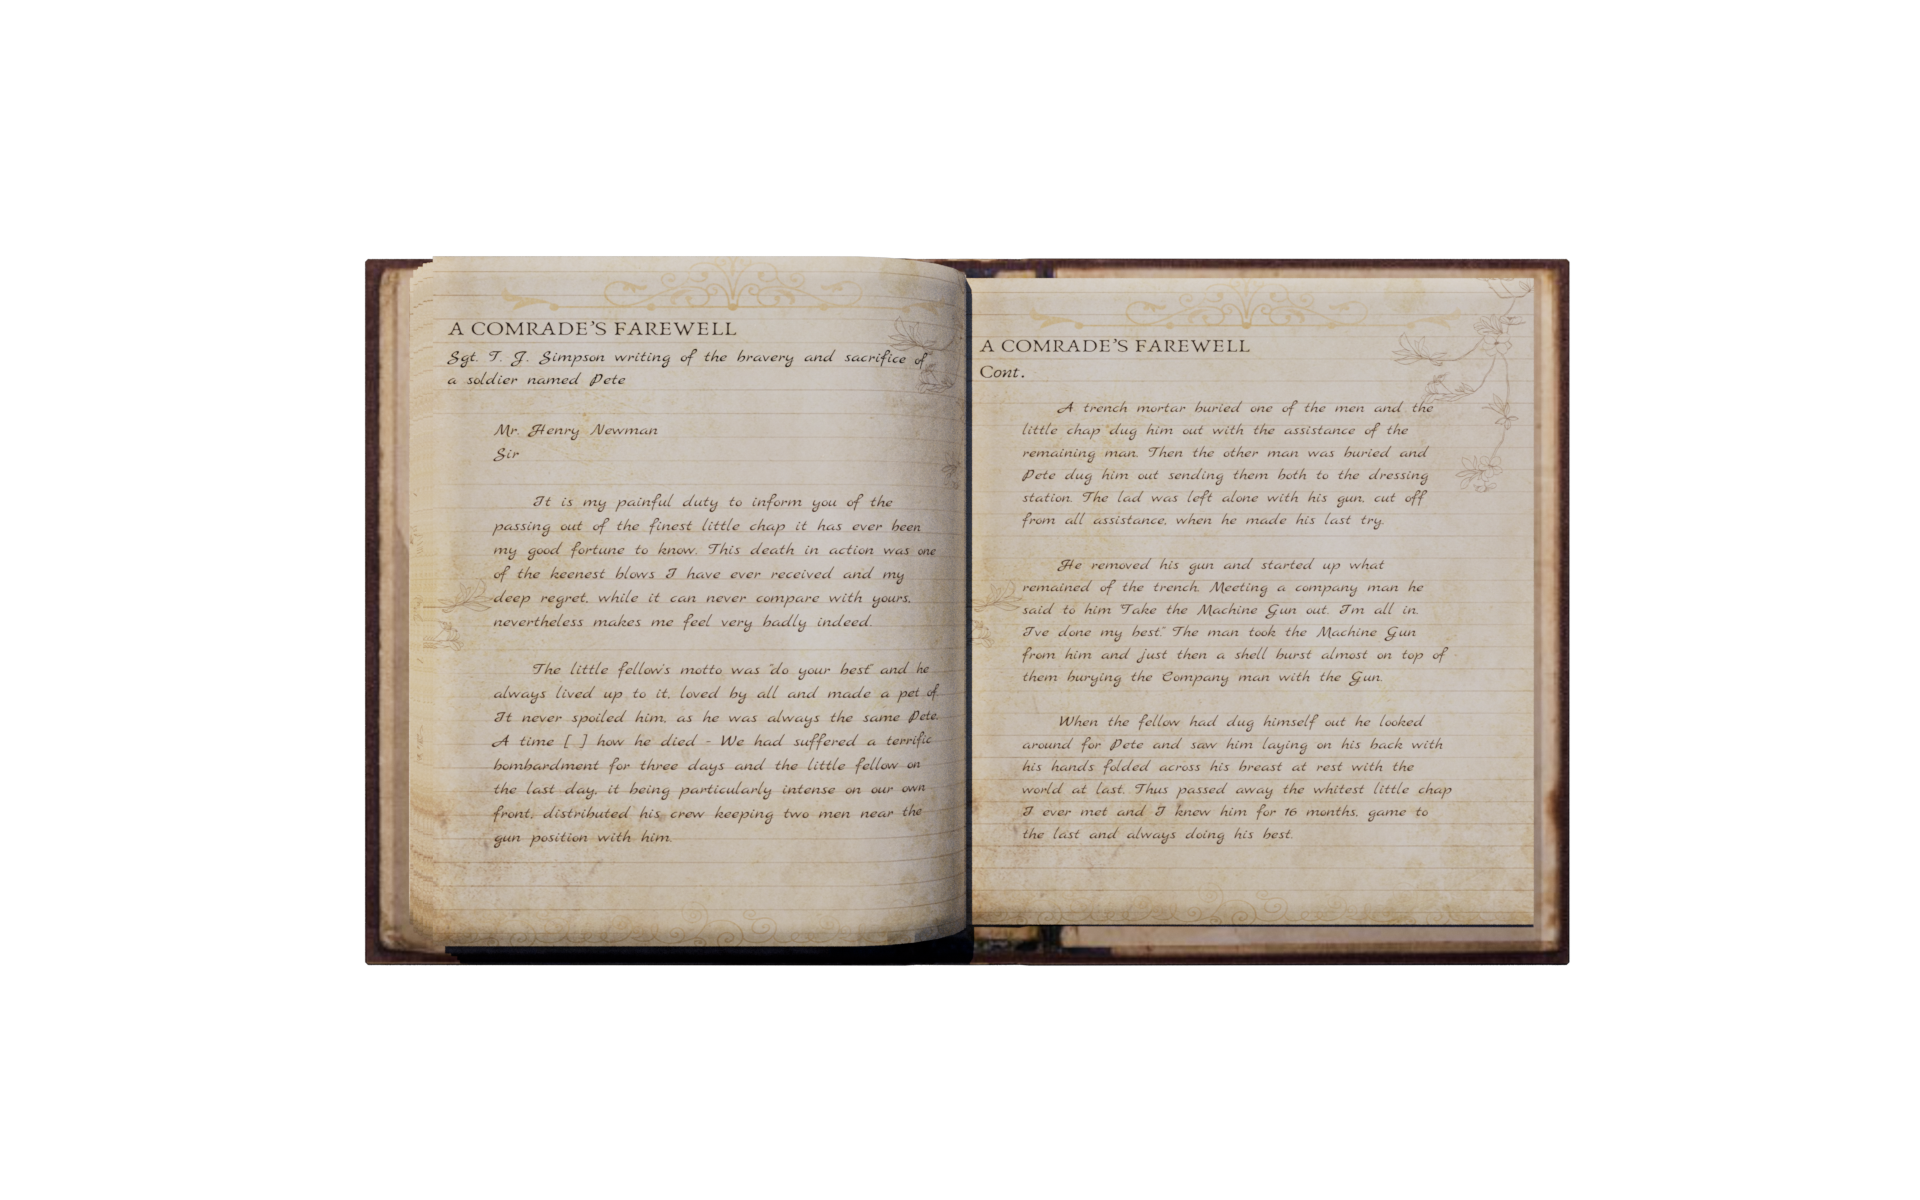 A COMRADE'S FAREWELL
Sgt. T. J. Simpson writing of the bravery and sacrifice of
a soldier named Pete
Mr. Henry Newman
Sir
It is my painful duty to inform you of the
passing out of the finest little chap it has ever been
my good fortune to know. This death in action was one
of the keenest blows I have ever received and my
deep regret, while it can never compare with yours,
nevertheless makes me feel very badly indeed.
The little fellow's motto was "do your best" and he
always lived up to it, loved by all and made a pet of.
It never spoiled him, as he was always the same Pete.
A time [ ] how he died - We had suffered a terrific
bombardment for three days and the little fellow on
the last day, it being particularly intense on our own
front, distributed his crew keeping two men near the
gun position with him.
A COMRADE'S FAREWELL
Cont.
A trench mortar buried one of the men and the
little chap dug him out with the assistance of the
remaining man. Then the other man was buried and
Pete dug him out sending them both to the dressing
station. The lad was left alone with his gun, cut off
from all assistance, when he made his last try.
He removed his gun and started up what
remained of the trench. Meeting a company man he
said to him Take the Machine Gun out. I'm all in.
I've done my best." The man took the Machine Gun
from him and just then a shell burst almost on top of
them burying the Company man with the Gun.
When the fellow had dug himself out he looked
around for Pete and saw him laying on his back with
his hands folded across his breast at rest with the
world at last. Thus passed away the whitest little chap
I ever met and I knew him for 16 months, game to
the last and always doing his best.